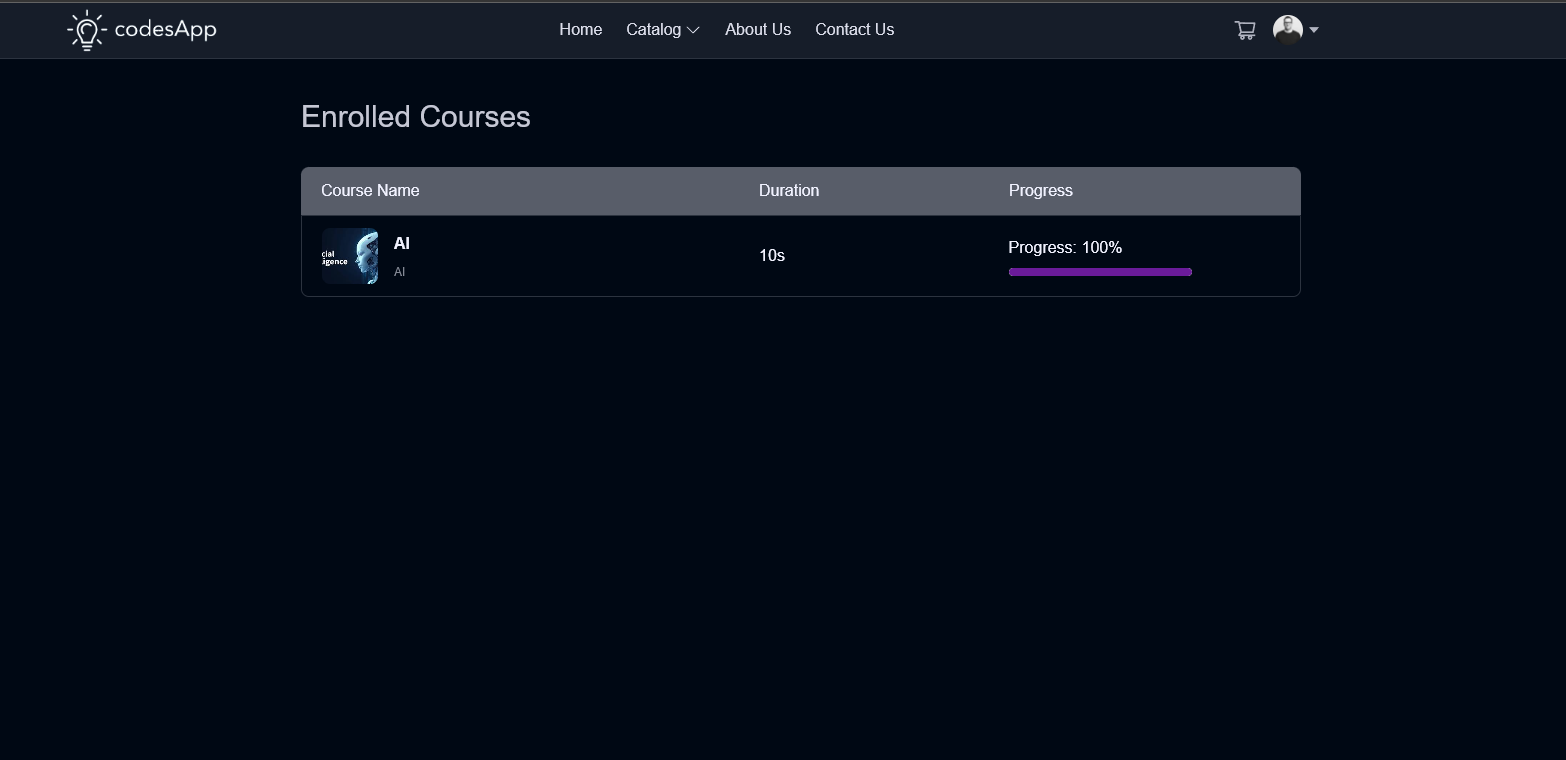 codesApp
Home Catalog About Us Contact Us
Enrolled Courses
Course Name Duration Progress
cial
igence
AI
AI
10s
Progress: 100%